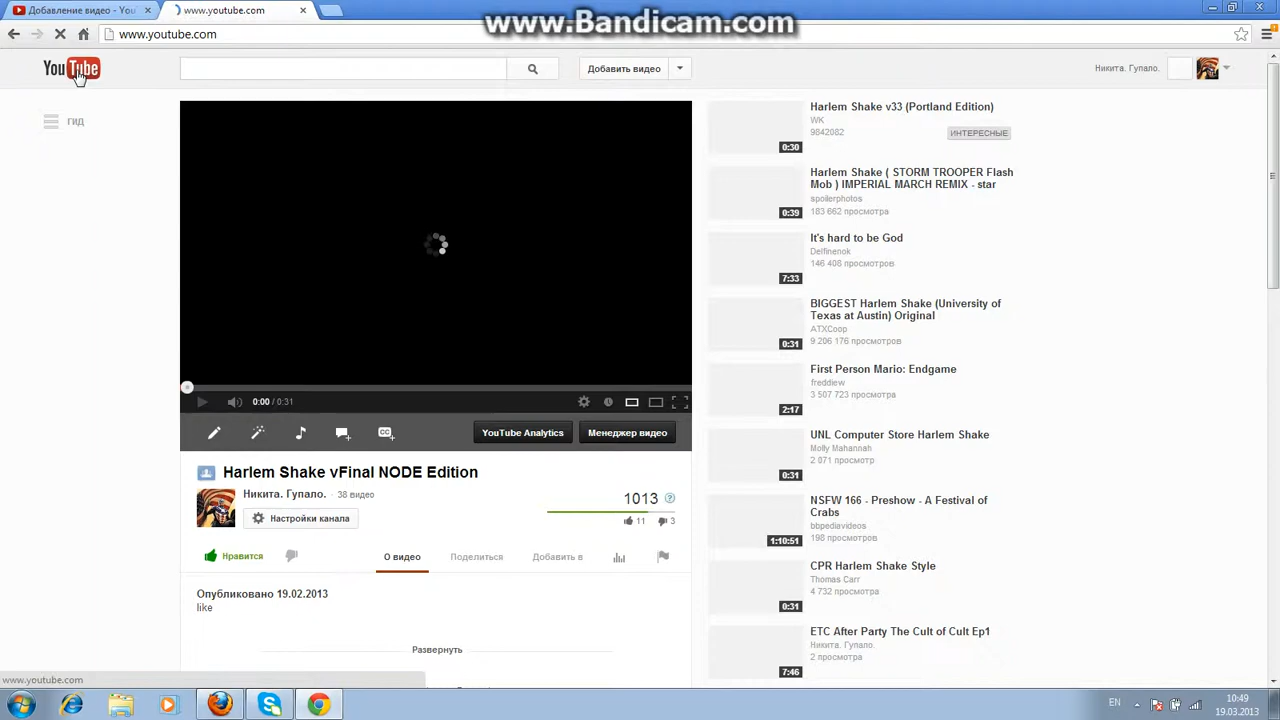 Добавление видео - You
www.youtube.com
www.Bandicam.com
www.youtube.com
YouTube
Добавить видео
Никита. Гупало.
ГИД
Harlem Shake v33 (Portland Edition)
WK
9842082
ИНТЕРЕСНЫЕ
0:30
Harlem Shake ( STORM TROOPER Flash
Mob ) IMPERIAL MARCH REMIX - star
spoilerphotos
183 662 просмотра
0:39
It's hard to be God
Delfinenok
146 408 просмотров
7:33
BIGGEST Harlem Shake (University of
Texas at Austin) Original
ATXCoop
9 206 176 просмотров
0:31
First Person Mario: Endgame
freddiew
3 507 723 просмотра
2:17
UNL Computer Store Harlem Shake
Molly Mahannah
2 071 просмотр
0:31
NSFW 166 - Preshow - A Festival of
Crabs
bbpediavideos
198 просмотров
1:10:51
CPR Harlem Shake Style
Thomas Carr
4 732 просмотра
0:31
ETC After Party The Cult of Cult Ep1
Никита. Гупало.
2 просмотра
7:46
0:00 / 0:31
CC
YouTube Analytics
Менеджер видео
Harlem Shake vFinal NODE Edition
Никита. Гупало. 38 видео
Настройки канала
1013
11 3
Нравится
О видео
Поделиться
Добавить в
Опубликовано 19.02.2013
like
Развернуть
www.youtube.com
EN
10:49
19.03.2013